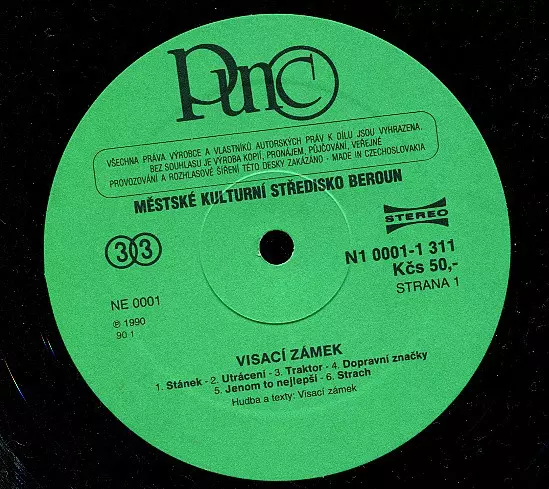 Punc
VŠECHNA PRÁVA VÝROBCE A VLASTNÍKŮ AUTORSKÝCH PRÁV K DÍLU JSOU VYHRAZENA.
BEZ SOUHLASU JE VÝROBA KOPIÍ, PRONÁJEM, PŮJČOVÁNÍ, VEŘEJNÉ
PROVOZOVÁNÍ A ROZHLASOVÉ ŠÍŘENÍ TÉTO DESKY ZAKÁZÁNO - MADE IN CZECHOSLOVAKIA
MĚSTSKÉ KULTURNÍ STŘEDISKO BEROUN
STEREO
33
N1 0001-1 311
Kčs 50,-
STRANA 1
NE 0001
℗ 1990
90 1
VISACÍ ZÁMEK
1. Stánek - 2. Utrácení - 3. Traktor - 4. Dopravní značky
5. Jenom to nejlepší - 6. Strach
Hudba a texty: Visací zámek